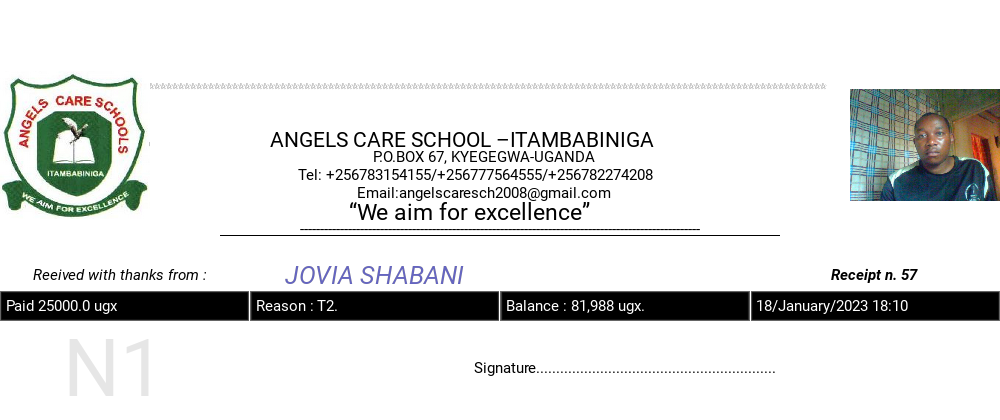 ANGELS CARE SCHOOLS
ITAMBABINIGA
WE AIM FOR EXCELLENCE
ANGELS CARE SCHOOL –ITAMBABINIGA
P.O.BOX 67, KYEGEGWA-UGANDA
Tel: +256783154155/+256777564555/+256782274208
Email:angelscaresch2008@gmail.com
“We aim for excellence”
Reeived with thanks from : JOVIA SHABANI Receipt n. 57
Paid 25000.0 ugx Reason : T2. Balance : 81,988 ugx. 18/January/2023 18:10
N1
Signature............................................................